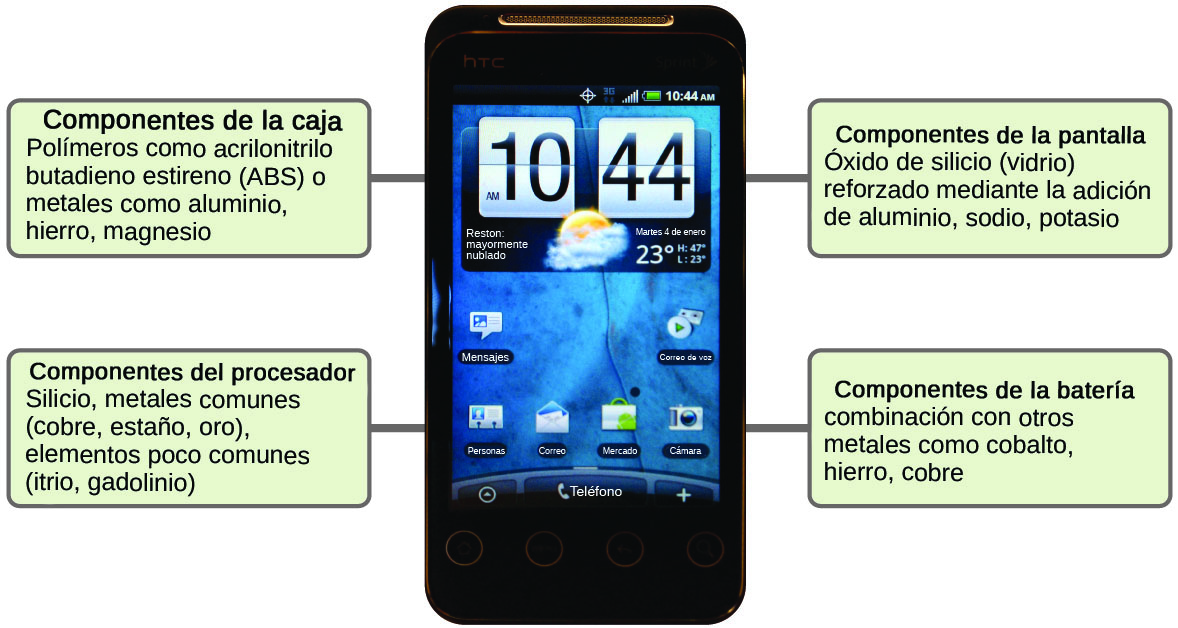 Componentes de la caja
Polímeros como acrilonitrilo
butadieno estireno (ABS) o
metales como aluminio,
hierro, magnesio
Componentes del procesador
Silicio, metales comunes
(cobre, estaño, oro),
elementos poco comunes
(itrio, gadolinio)
hTC
3G
10:44 AM
AM
10 44
Reston:
mayormente
nublado
Martes 4 de enero
23° H: 47°
L: 23°
Mensajes
Correo de voz
Personas
Correo
Mercado
Cámara
Teléfono
Componentes de la pantalla
Óxido de silicio (vidrio)
reforzado mediante la adición
de aluminio, sodio, potasio
Componentes de la batería
combinación con otros
metales como cobalto,
hierro, cobre